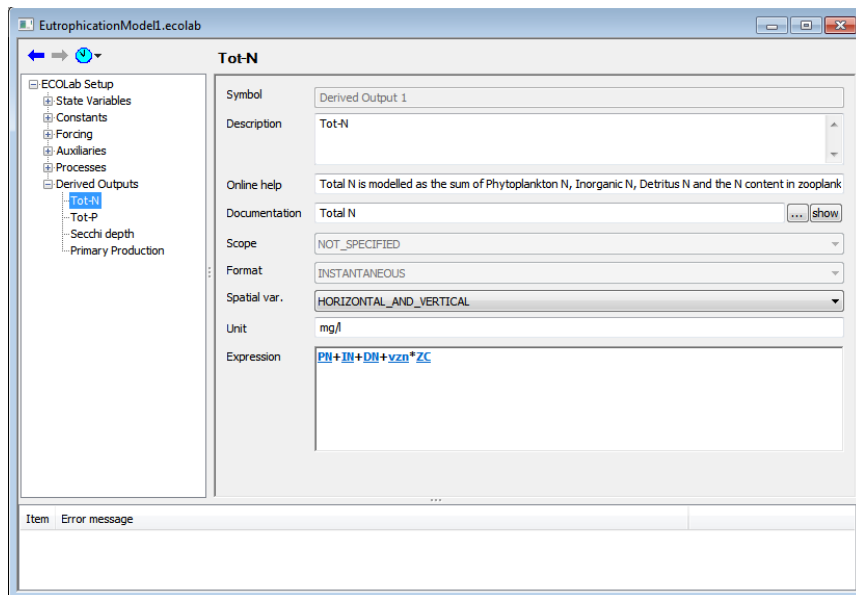 EutrophicationModel1.ecolab
Tot-N
ECOLab Setup
State Variables
Constants
Forcing
Auxiliaries
Processes
Derived Outputs
Tot-N
Tot-P
Secchi depth
Primary Production
Symbol Derived Output 1
Description Tot-N
Online help Total N is modelled as the sum of Phytoplankton N, Inorganic N, Detritus N and the N content in zooplank
Documentation Total N ... show
Scope NOT_SPECIFIED
Format INSTANTANEOUS
Spatial var. HORIZONTAL_AND_VERTICAL
Unit mg/l
Expression PN+IN+DN+vzn*ZC
Item Error message